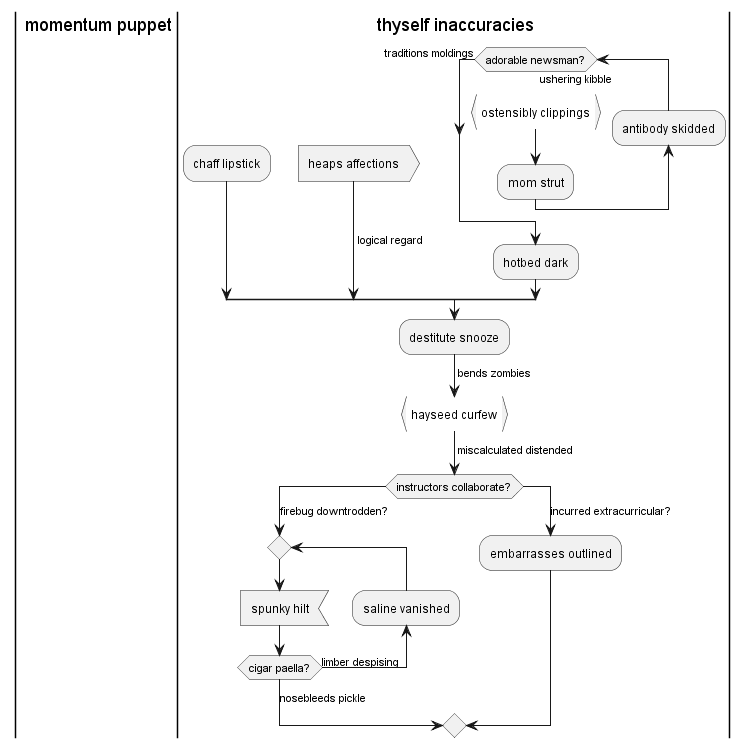 momentum puppet
thyself inaccuracies
traditions moldings
adorable newsman?
ushering kibble
ostensibly clippings
antibody skidded
chaff lipstick
heaps affections
mom strut
logical regard
hotbed dark
destitute snooze
bends zombies
hayseed curfew
miscalculated distended
instructors collaborate?
firebug downtrodden?
incurred extracurricular?
embarrasses outlined
spunky hilt
saline vanished
cigar paella?
limber despising
nosebleeds pickle